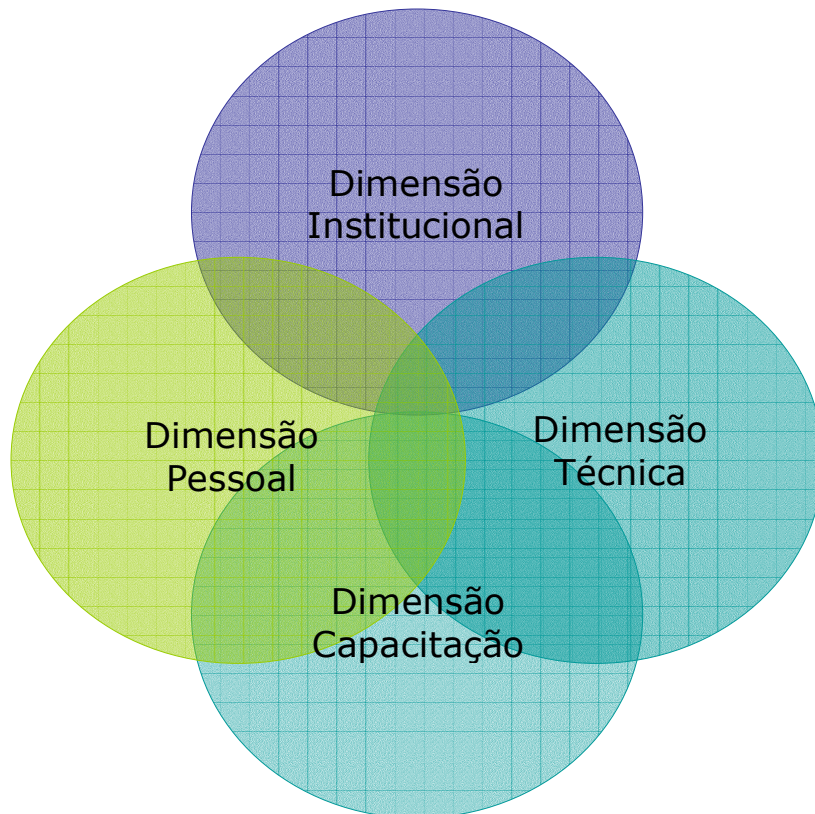 Dimensão
Institucional
Dimensão
Pessoal
Dimensão
Técnica
Dimensão
Capacitação